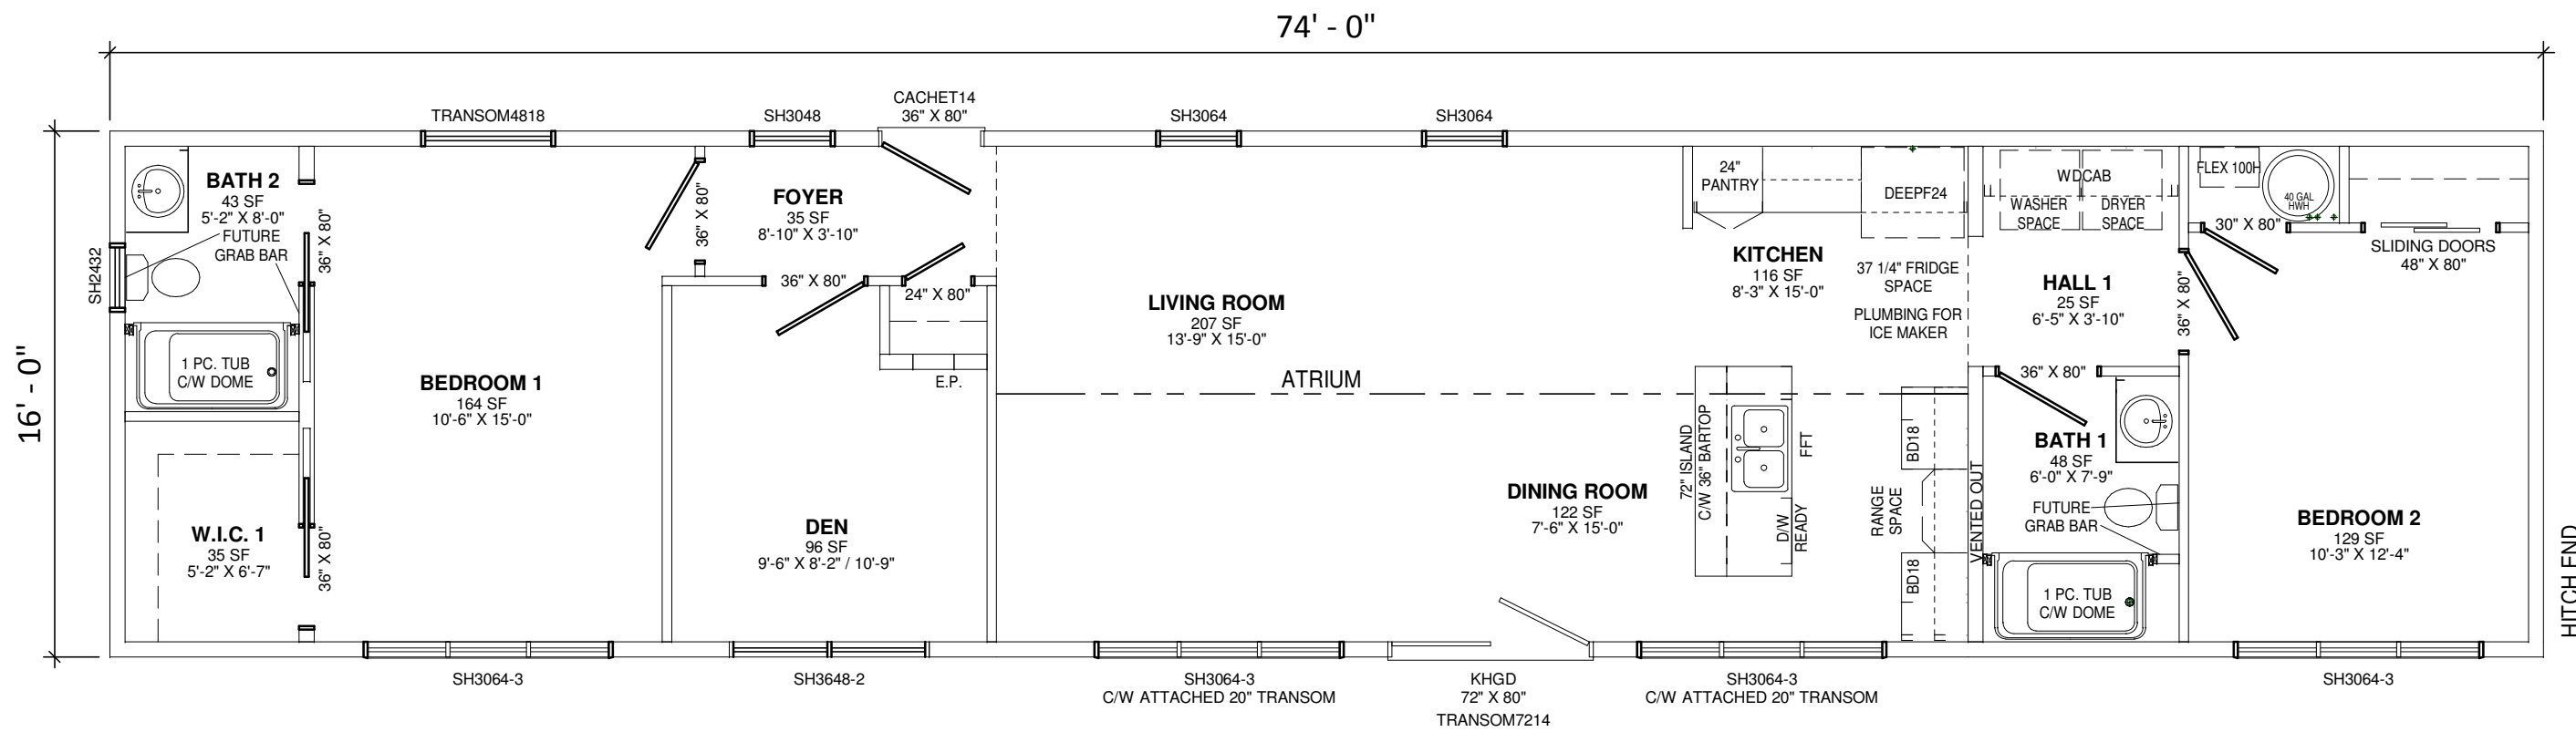 74' - 0"
16' - 0"
TRANSOM4818
SH3048
CACHET14
36" X 80"
SH3064
SH3064
BATH 2
43 SF
5'-2" X 8'-0"
FUTURE
GRAB BAR
SH2432
36" X 80"
1 PC. TUB
C/W DOME
W.I.C. 1
35 SF
5'-2" X 6'-7"
36" X 80"
BEDROOM 1
164 SF
10'-6" X 15'-0"
36" X 80"
FOYER
35 SF
8'-10" X 3'-10"
36" X 80"
24" X 80"
E.P.
DEN
96 SF
9'-6" X 8'-2" / 10'-9"
LIVING ROOM
207 SF
13'-9" X 15'-0"
ATRIUM
DINING ROOM
122 SF
7'-6" X 15'-0"
24"
PANTRY
DEEPF24
KITCHEN
116 SF
8'-3" X 15'-0"
37 1/4" FRIDGE
SPACE
PLUMBING FOR
ICE MAKER
72" ISLAND
C/W 36" BARTOP
FFT
D/W
READY
BD18
RANGE
SPACE
BD18
VENTED OUT
WDCAB
WASHER
SPACE
DRYER
SPACE
HALL 1
25 SF
6'-5" X 3'-10"
36" X 80"
36" X 80"
BATH 1
48 SF
6'-0" X 7'-9"
FUTURE
GRAB BAR
1 PC. TUB
C/W DOME
FLEX 100H
40 GAL
HWH
30" X 80"
SLIDING DOORS
48" X 80"
BEDROOM 2
129 SF
10'-3" X 12'-4"
HITCH END
SH3064-3
SH3648-2
SH3064-3
C/W ATTACHED 20" TRANSOM
KHGD
72" X 80"
TRANSOM7214
SH3064-3
C/W ATTACHED 20" TRANSOM
SH3064-3